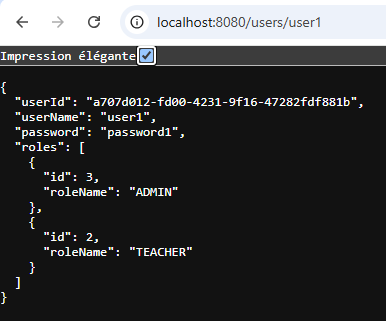 localhost:8080/users/user1
Impression élégante
{
  "userId": "a707d012-fd00-4231-9f16-47282fdf881b",
  "userName": "user1",
  "password": "password1",
  "roles": [
    {
      "id": 3,
      "roleName": "ADMIN"
    },
    {
      "id": 2,
      "roleName": "TEACHER"
    }
  ]
}